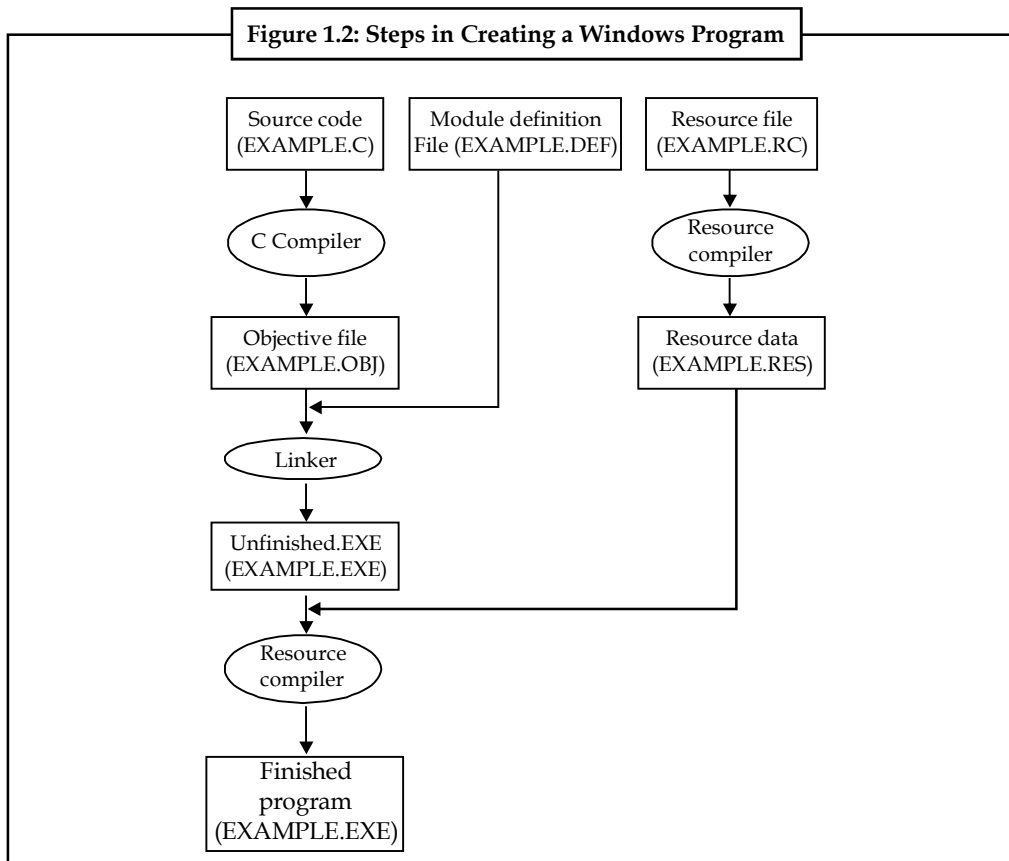 Figure 1.2: Steps in Creating a Windows Program
Source code
(EXAMPLE.C)
Module definition
File (EXAMPLE.DEF)
Resource file
(EXAMPLE.RC)
C Compiler
Resource
compiler
Objective file
(EXAMPLE.OBJ)
Resource data
(EXAMPLE.RES)
Linker
Unfinished.EXE
(EXAMPLE.EXE)
Resource
compiler
Finished
program
(EXAMPLE.EXE)